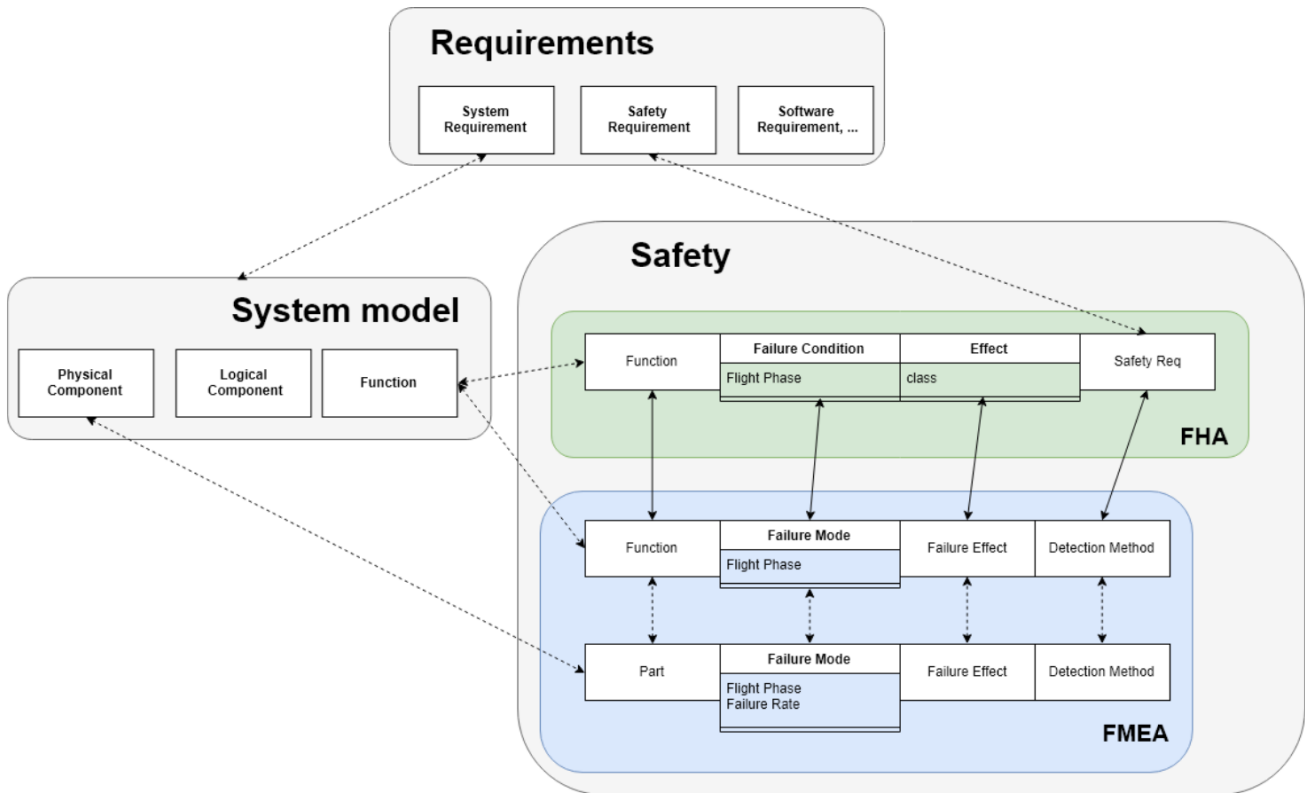 Requirements
System
Requirement
Safety
Requirement
Software
Requirement, ...
System model
Physical
Component
Logical
Component
Function
Safety
Function
Failure Condition
Flight Phase
Effect
class
Safety Req
FHA
Function
Failure Mode
Flight Phase
Failure Effect
Detection Method
Part
Failure Mode
Flight Phase
Failure Rate
Failure Effect
Detection Method
FMEA